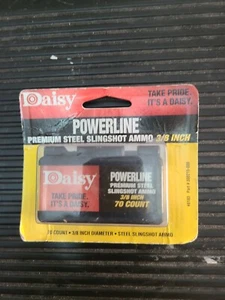 Daisy
TAKE PRIDE.
IT'S A DAISY.
POWERLINE
PREMIUM STEEL SLINGSHOT AMMO 3/8 INCH
Daisy
TAKE PRIDE.
IT'S A DAISY.
POWERLINE
PREMIUM STEEL
SLINGSHOT AMMO
3/8 INCH
70 COUNT
70 COUNT • 3/8 INCH DIAMETER • STEEL SLINGSHOT AMMO